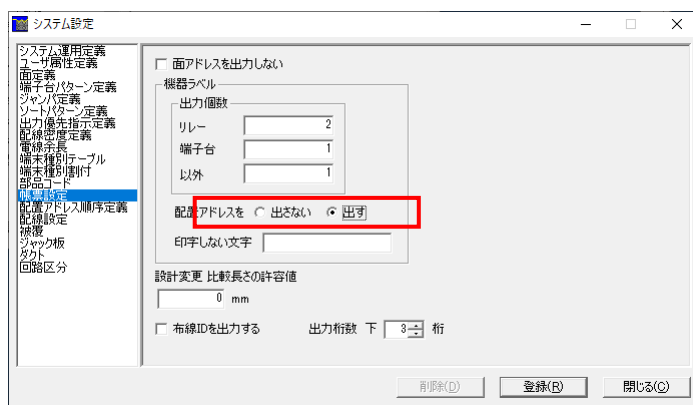 システム設定
システム運用定義
ユーザ属性定義
面定義
端子台パターン定義
ジャンパ定義
ソートパターン定義
出力優先指示定義
配線密度定義
電線余長
端末種別テーブル
端末種別割付
部品コード
帳票設定
配置アドレス順序定義
配線設定
被覆
ジャック板
ダクト
回路区分
面アドレスを出力しない
機器ラベル
出力個数
リレー 2
端子台 1
以外 1
配置アドレスを 出さない 出す
印字しない文字
設計変更 比較長さの許容値
0 mm
布線IDを出力する 出力桁数 下 3 桁
削除(D) 登録(R) 閉じる(C)